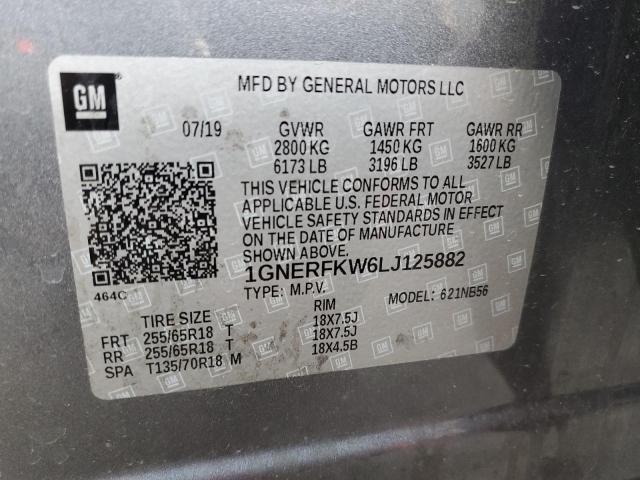 GM
MFD BY GENERAL MOTORS LLC
07/19 GVWR GAWR FRT GAWR RR
2800 KG 1450 KG 1600 KG
6173 LB 3196 LB 3527 LB
THIS VEHICLE CONFORMS TO ALL
APPLICABLE U.S. FEDERAL MOTOR
VEHICLE SAFETY STANDARDS IN EFFECT
ON THE DATE OF MANUFACTURE
SHOWN ABOVE.
1GNERFKW6LJ125882
464C TYPE: M.P.V. MODEL: 621NB56
TIRE SIZE RIM
FRT 255/65R18 T 18X7.5J
RR 255/65R18 T 18X7.5J
SPA T135/70R18 M 18X4.5B